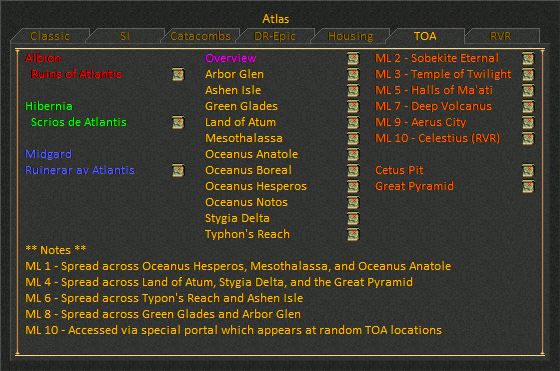 Atlas
Classic
SI
Catacombs
DR-Epic
Housing
TOA
RVR
Albion
Ruins of Atlantis
Hibernia
Scrios de Atlantis
Midgard
Ruinerar av Atlantis
Overview
Arbor Glen
Ashen Isle
Green Glades
Land of Atum
Mesothalassa
Oceanus Anatole
Oceanus Boreal
Oceanus Hesperos
Oceanus Notos
Stygia Delta
Typhon's Reach
ML 2 - Sobekite Eternal
ML 3 - Temple of Twilight
ML 5 - Halls of Ma'ati
ML 7 - Deep Volcanus
ML 9 - Aerus City
ML 10 - Celestius (RVR)
Cetus Pit
Great Pyramid
** Notes **
ML 1 - Spread across Oceanus Hesperos, Mesothalassa, and Oceanus Anatole
ML 4 - Spread across Land of Atum, Stygia Delta, and the Great Pyramid
ML 6 - Spread across Typon's Reach and Ashen Isle
ML 8 - Spread across Green Glades and Arbor Glen
ML 10 - Accessed via special portal which appears at random TOA locations